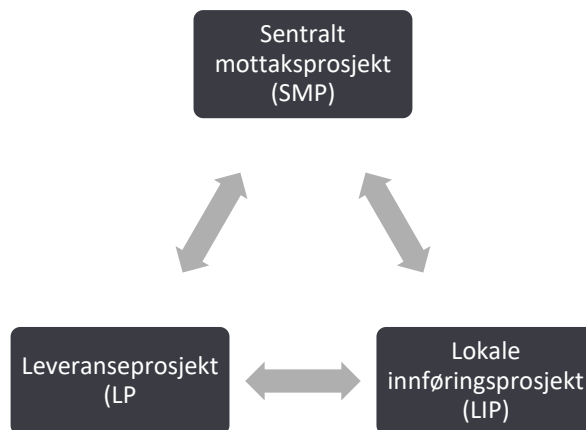 Sentralt
mottaksprosjekt
(SMP)
Leveranseprosjekt
(LP
Lokale
innføringsprosjekt
(LIP)